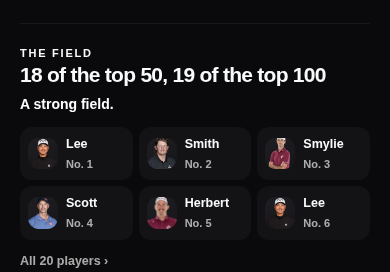 THE FIELD
18 of the top 50, 19 of the top 100
A strong field.
Lee
No. 1
Smith
No. 2
Smylie
No. 3
Scott
No. 4
Herbert
No. 5
Lee
No. 6
All 20 players ›